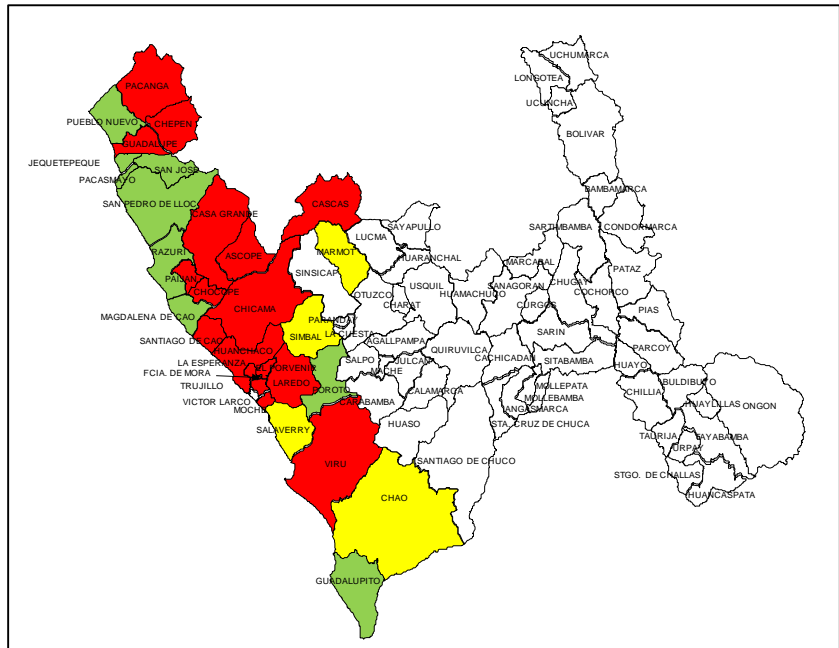 UCHUMARCA
LONGOTEA
UCUNCHA
BOLIVAR
PACANGA
PUEBLO NUEVO
CHEPEN
GUADALUPE
JEQUETEPEQUE
SAN JOSE
PACASMAYO
SAN PEDRO DE LLOC
CASA GRANDE
CASCAS
BAMBAMARCA
CONDORMARCA
SAYAPULLO
LUCMA
SARTIMBAMBA
RAZURI
ASCOPE
MARMOT
HUARANCHAL
MARCABAL
PATAZ
PAIJAN
SINSICAP
USQUIL
SANAGORAN
CHUGAY
COCHORCO
CHOCOPE
OTUZCO
HUAMACHUCO
CHARAT
CURGOS
PIAS
MAGDALENA DE CAO
CHICAMA
PARANDAY
SANTIAGO DE CAO
SIMBAL
LA CUESTA
AGALLPAMPA
SARIN
PARCOY
HUANCHACO
QUIRUVILCA
CACHICADAN
SITABAMBA
HUAYO
LA ESPERANZA
EL PORVENIR
SALPO
JULCAN
MACHE
FCIA. DE MORA
LAREDO
POROTO
TRUJILLO
CARABAMBA
CALAMARCA
MOLLEPATA
MOLLEBAMBA
CHILLIA
BULDIBUYO
HUAYLILLAS
ONGON
VICTOR LARCO
MOCHE
ANGASMARCA
SALAVERRY
HUASO
STA. CRUZ DE CHUCA
TAURIJA
TAYABAMBA
URPAY
VIRU
SANTIAGO DE CHUCO
STGO. DE CHALLAS
HUANCASPATA
CHAO
GUADALUPITO